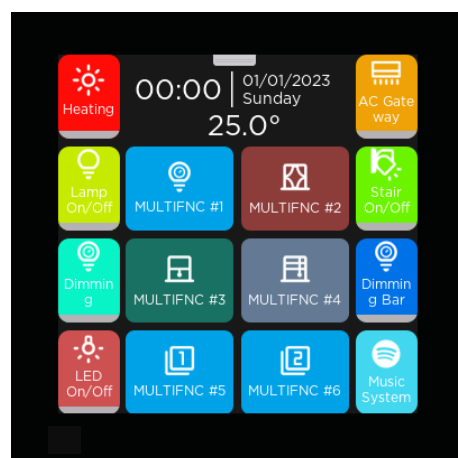 Heating
00:00
01/01/2023
Sunday
25.0°
AC Gate
way
Lamp
On/Off
MULTIFNC #1
MULTIFNC #2
Stair
On/Off
Dimmin
g
MULTIFNC #3
MULTIFNC #4
Dimmin
g Bar
LED
On/Off
1
MULTIFNC #5
2
MULTIFNC #6
Music
System